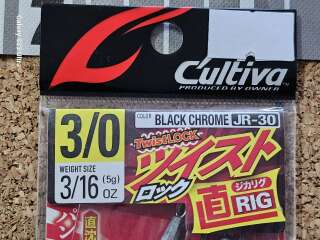 Cultiva
PRODUCED BY OWNER
COLOR BLACK CHROME JR-30
3/0
WEIGHT SIZE
3/16 (5g) OZ
TwistLOCK
ツイスト
ロック
直 ジカリグ RIG
直